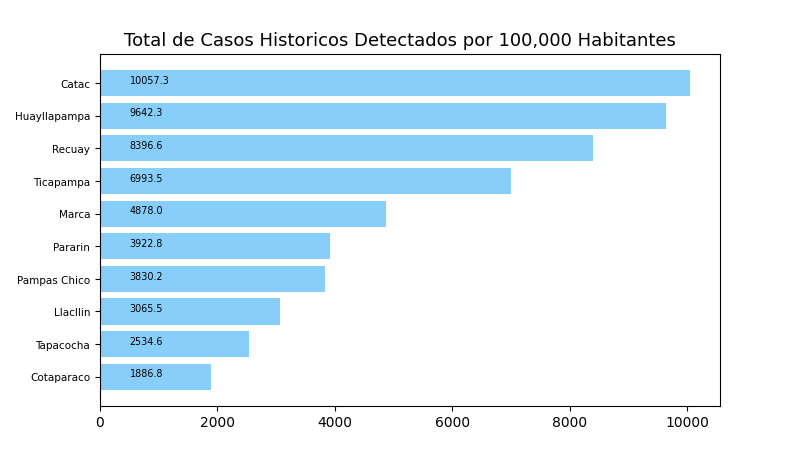 Total de Casos Historicos Detectados por 100,000 Habitantes
Catac 10057.3
Huayllapampa 9642.3
Recuay 8396.6
Ticapampa 6993.5
Marca 4878.0
Pararin 3922.8
Pampas Chico 3830.2
Llacllin 3065.5
Tapacocha 2534.6
Cotaparaco 1886.8
0 2000 4000 6000 8000 10000